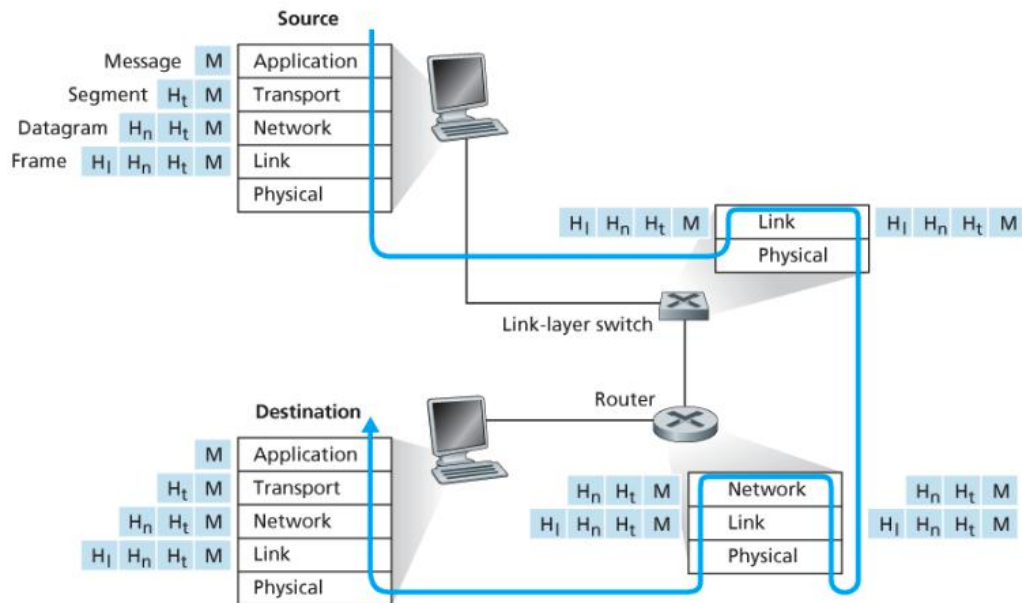 Source
Message M Application
Segment Ht M Transport
Datagram Hn Ht M Network
Frame Hl Hn Ht M Link
Physical
Hl Hn Ht M Link Hl Hn Ht M
Physical
Link-layer switch
Router
Destination
M Application
Ht M Transport
Hn Ht M Network
Hl Hn Ht M Link
Physical
Hn Ht M Network Hn Ht M
Hl Hn Ht M Link Hl Hn Ht M
Physical